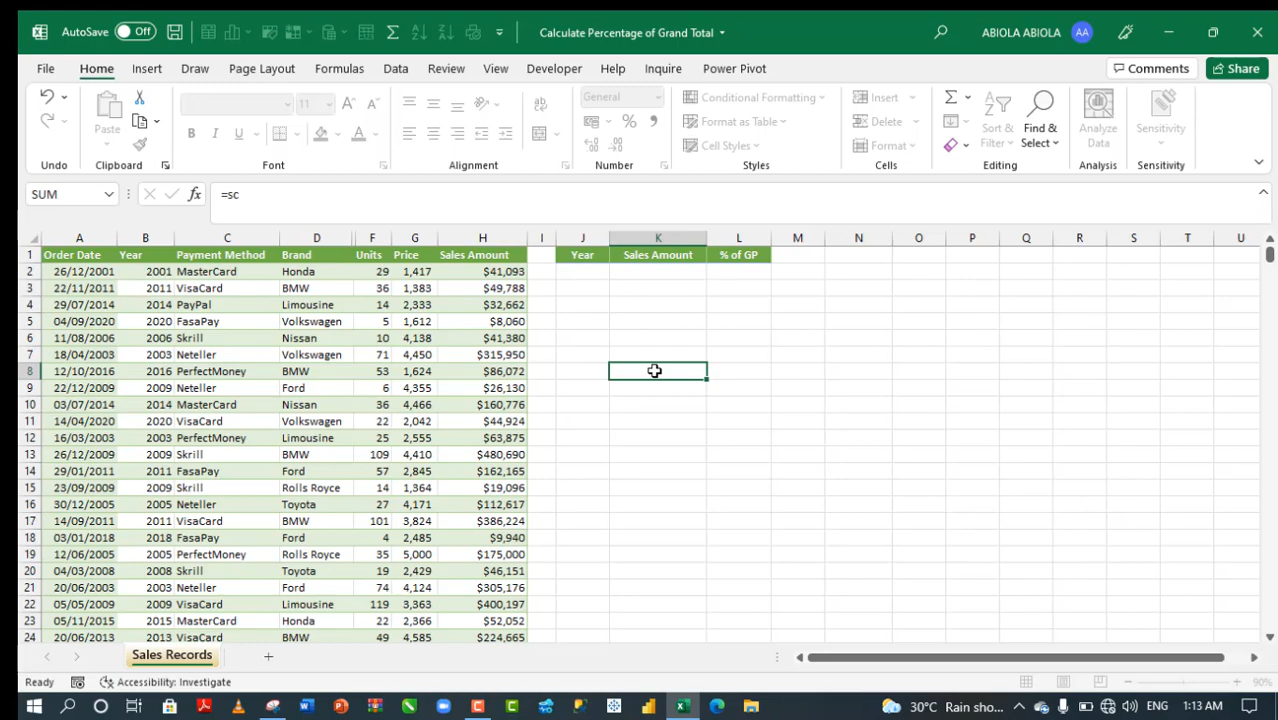 AutoSave Off
Calculate Percentage of Grand Total
ABIOLA ABIOLA AA
File Home Insert Draw Page Layout Formulas Data Review View Developer Help Inquire Power Pivot Comments Share
Paste
11
B I U
General
Conditional Formatting
Format as Table
Cell Styles
Insert
Delete
Format
Sort & Filter
Find & Select
Analyze Data
Sensitivity
Undo Clipboard Font Alignment Number Styles Cells Editing Analysis Sensitivity
SUM fx =sc
A B C D F G H I J K L M N O P Q R S T U
1 Order Date Year Payment Method Brand Units Price Sales Amount Year Sales Amount % of GP
2 26/12/2001 2001 MasterCard Honda 29 1,417 $41,093
3 22/11/2011 2011 VisaCard BMW 36 1,383 $49,788
4 29/07/2014 2014 PayPal Limousine 14 2,333 $32,662
5 04/09/2020 2020 FasaPay Volkswagen 5 1,612 $8,060
6 11/08/2006 2006 Skrill Nissan 10 4,138 $41,380
7 18/04/2003 2003 Neteller Volkswagen 71 4,450 $315,950
8 12/10/2016 2016 PerfectMoney BMW 53 1,624 $86,072
9 22/12/2009 2009 Neteller Ford 6 4,355 $26,130
10 03/07/2014 2014 MasterCard Nissan 36 4,466 $160,776
11 14/04/2020 2020 VisaCard Volkswagen 22 2,042 $44,924
12 16/03/2003 2003 PerfectMoney Limousine 25 2,555 $63,875
13 26/12/2009 2009 Skrill BMW 109 4,410 $480,690
14 29/01/2011 2011 FasaPay Ford 57 2,845 $162,165
15 23/09/2009 2009 Skrill Rolls Royce 14 1,364 $19,096
16 30/12/2005 2005 Neteller Toyota 27 4,171 $112,617
17 14/09/2011 2011 VisaCard BMW 101 3,824 $386,224
18 03/01/2018 2018 FasaPay Ford 4 2,485 $9,940
19 12/06/2005 2005 PerfectMoney Rolls Royce 35 5,000 $175,000
20 04/03/2008 2008 Skrill Toyota 19 2,429 $46,151
21 20/06/2003 2003 Neteller Ford 74 4,124 $305,176
22 05/05/2009 2009 VisaCard Limousine 119 3,363 $400,197
23 05/11/2015 2015 MasterCard Honda 22 2,366 $52,052
24 20/06/2013 2013 VisaCard BMW 49 4,585 $224,665
Sales Records
Ready Accessibility: Investigate 90%
30°C Rain sho... ENG 1:13 AM